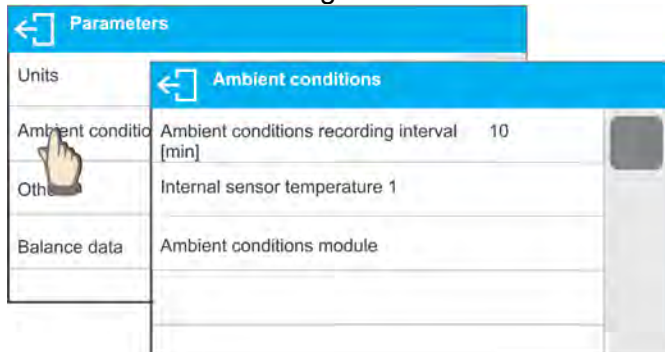 Parameters
Units
Ambient conditio
Oth
Balance data
Ambient conditions
Ambient conditions recording interval 10
[min]
Internal sensor temperature 1
Ambient conditions module